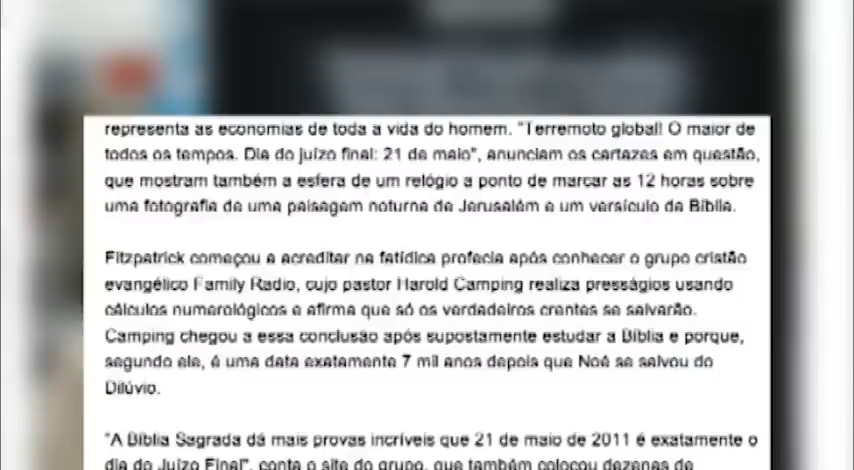 representa as economias de toda a vida do homem. "Terremoto global! O maior de
todos os tempos. Dia do juízo final: 21 de maio", anunciam os cartazes em questão,
que mostram também a esfera de um relógio a ponto de marcar as 12 horas sobre
uma fotografia de uma paisagem noturna de Jerusalém e um versículo da Bíblia.
Fitzpatrick começou a acreditar na fatídica profecia após conhecer o grupo cristão
evangélico Family Radio, cujo pastor Harold Camping realiza presságios usando
cálculos numerológicos e afirma que só os verdadeiros crentes se salvarão.
Camping chegou a essa conclusão após supostamente estudar a Bíblia e porque,
segundo ele, é uma data exatamente 7 mil anos depois que Noé se salvou do
Dilúvio.
"A Bíblia Sagrada dá mais provas incríveis que 21 de maio de 2011 é exatamente o
dia do Juízo Final", conta o site do grupo, que também colocou dezenas de